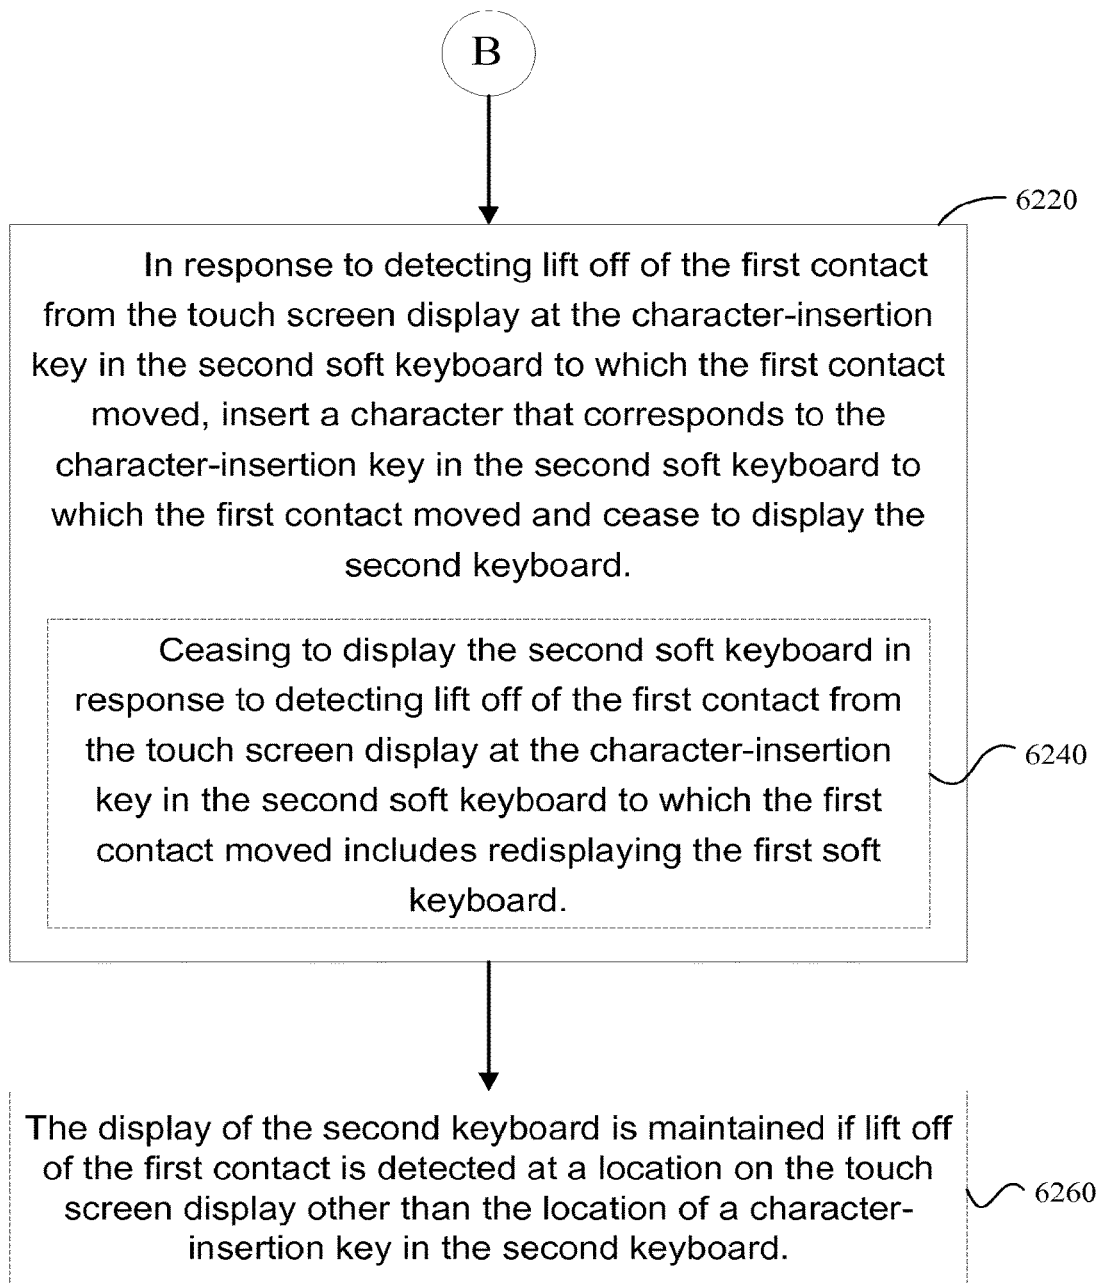 B
6220
In response to detecting lift off of the first contact
from the touch screen display at the character-insertion
key in the second soft keyboard to which the first contact
moved, insert a character that corresponds to the
character-insertion key in the second soft keyboard to
which the first contact moved and cease to display the
second keyboard.
Ceasing to display the second soft keyboard in
response to detecting lift off of the first contact from
the touch screen display at the character-insertion
key in the second soft keyboard to which the first
contact moved includes redisplaying the first soft
keyboard.
6240
The display of the second keyboard is maintained if lift off
of the first contact is detected at a location on the touch
screen display other than the location of a character-
insertion key in the second keyboard.
6260